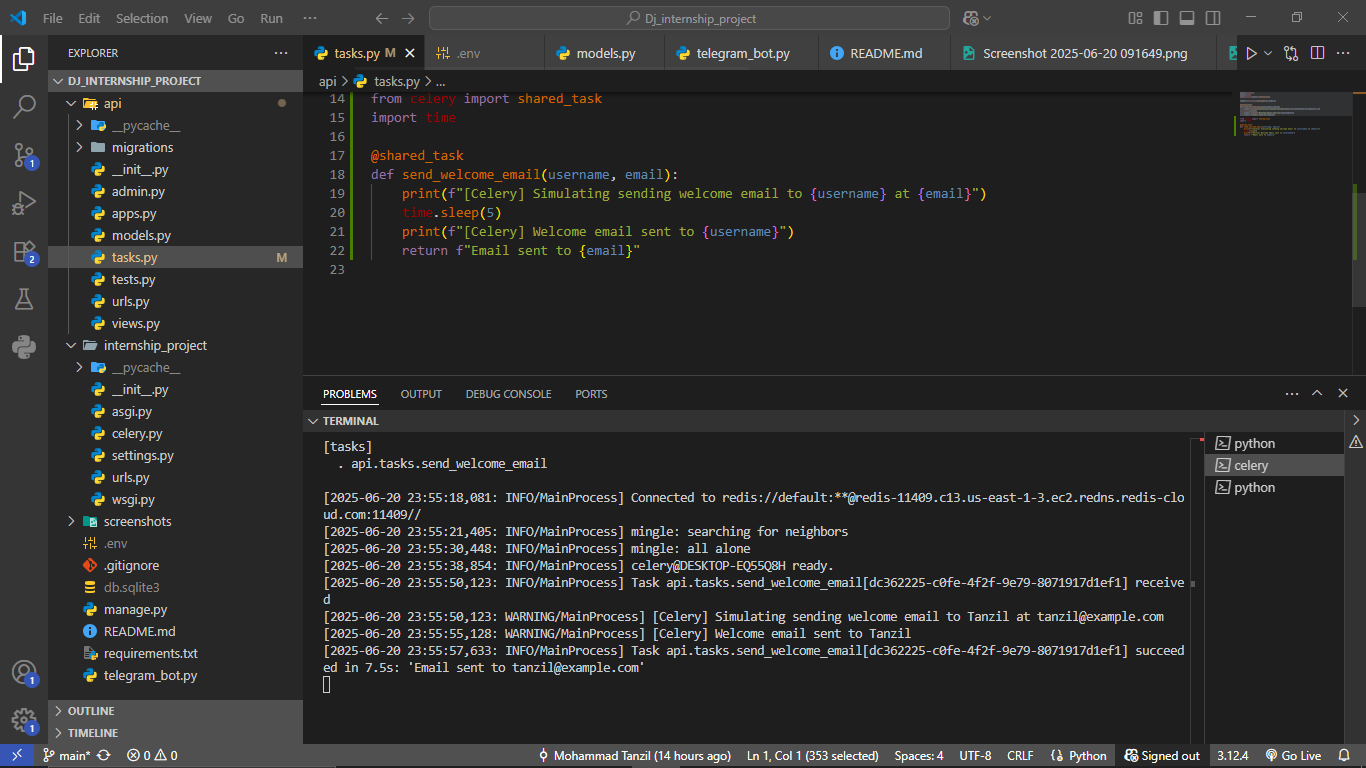 File Edit Selection View Go Run ··· Dj_internship_project
EXPLORER ···
DJ_INTERNSHIP_PROJECT
api
__pycache__
migrations
__init__.py
admin.py
apps.py
models.py
tasks.py M
tests.py
urls.py
views.py
internship_project
__pycache__
__init__.py
asgi.py
celery.py
settings.py
urls.py
wsgi.py
screenshots
.env
.gitignore
db.sqlite3
manage.py
README.md
requirements.txt
telegram_bot.py
OUTLINE
TIMELINE
1
2
1
1
tasks.py M .env models.py telegram_bot.py README.md Screenshot 2025-06-20 091649.png
api > tasks.py > ...
14 from celery import shared_task
15 import time
16
17 @shared_task
18 def send_welcome_email(username, email):
19 print(f"[Celery] Simulating sending welcome email to {username} at {email}")
20 time.sleep(5)
21 print(f"[Celery] Welcome email sent to {username}")
22 return f"Email sent to {email}"
23
PROBLEMS OUTPUT DEBUG CONSOLE PORTS
TERMINAL
[tasks]
. api.tasks.send_welcome_email
[2025-06-20 23:55:18,081: INFO/MainProcess] Connected to redis://default:**@redis-11409.c13.us-east-1-3.ec2.redns.redis-clo
ud.com:11409//
[2025-06-20 23:55:21,405: INFO/MainProcess] mingle: searching for neighbors
[2025-06-20 23:55:30,448: INFO/MainProcess] mingle: all alone
[2025-06-20 23:55:38,854: INFO/MainProcess] celery@DESKTOP-EQ55Q8H ready.
[2025-06-20 23:55:50,123: INFO/MainProcess] Task api.tasks.send_welcome_email[dc362225-c0fe-4f2f-9e79-8071917d1ef1] receive
d
[2025-06-20 23:55:50,123: WARNING/MainProcess] [Celery] Simulating sending welcome email to Tanzil at tanzil@example.com
[2025-06-20 23:55:55,128: WARNING/MainProcess] [Celery] Welcome email sent to Tanzil
[2025-06-20 23:55:57,633: INFO/MainProcess] Task api.tasks.send_welcome_email[dc362225-c0fe-4f2f-9e79-8071917d1ef1] succeed
ed in 7.5s: 'Email sent to tanzil@example.com'
python
celery
python
main* 0 0 Mohammad Tanzil (14 hours ago) Ln 1, Col 1 (353 selected) Spaces: 4 UTF-8 CRLF Python Signed out 3.12.4 Go Live